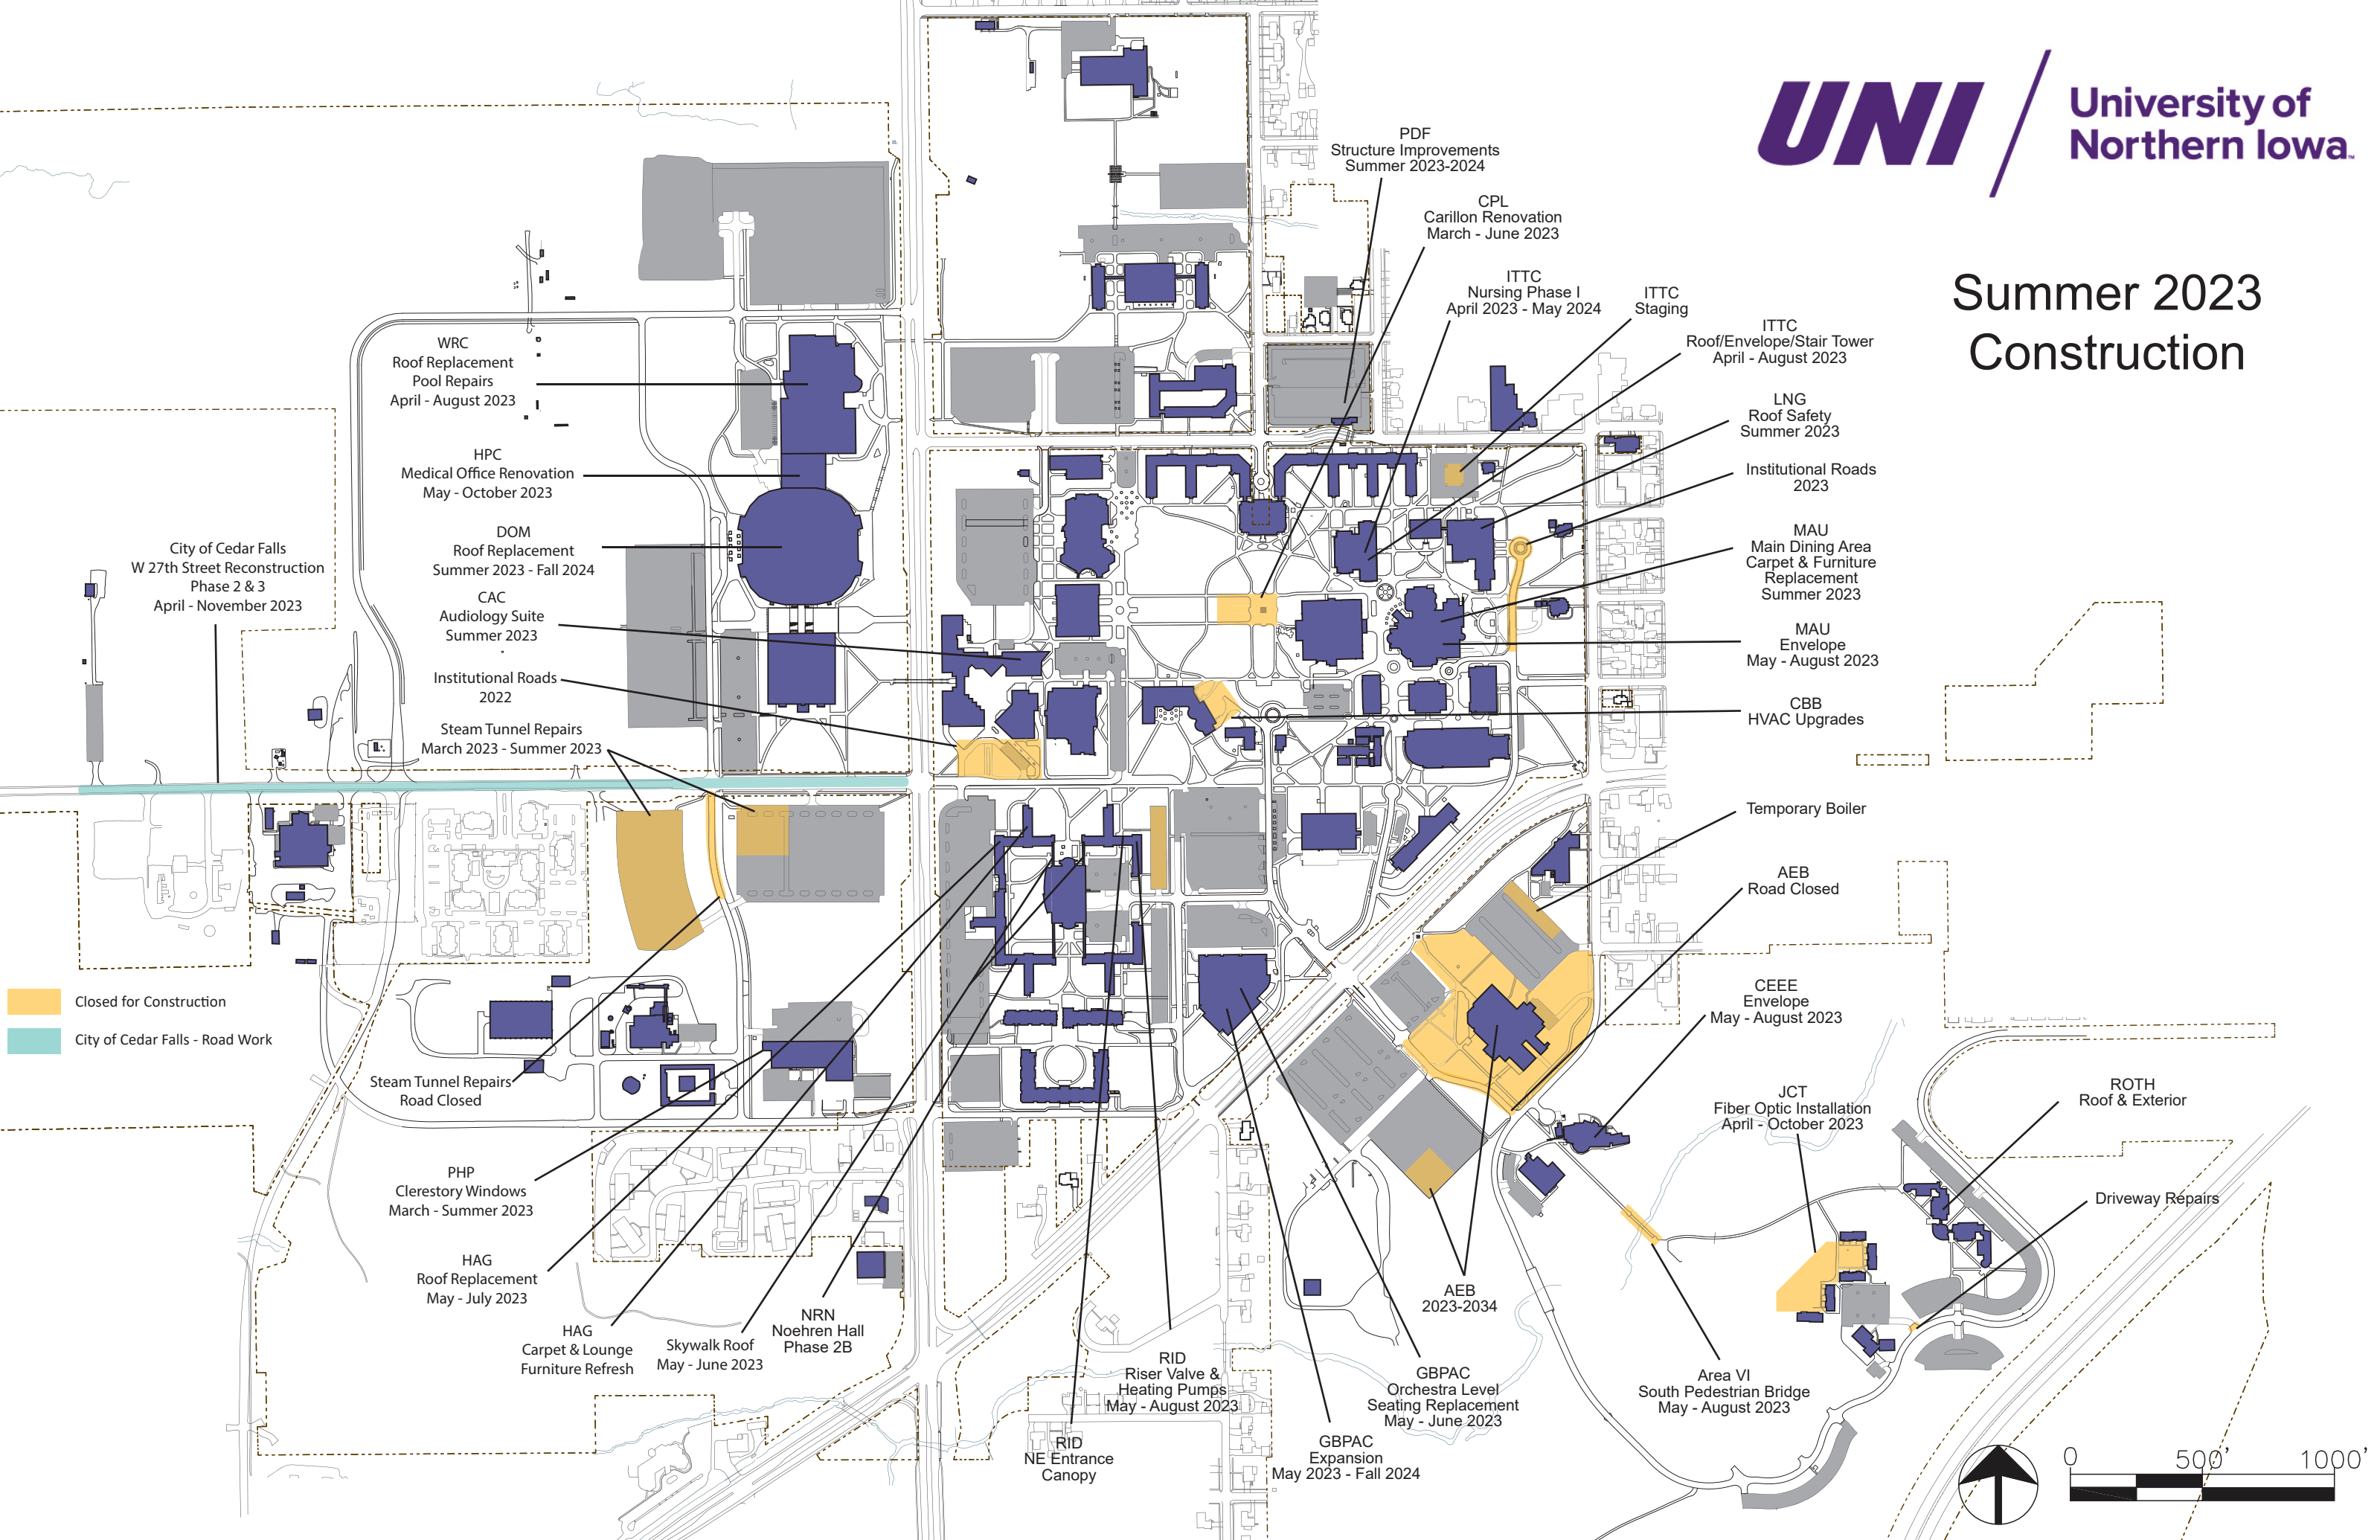 UNI
University of
Northern Iowa™
Summer 2023
Construction
PDF
Structure Improvements
Summer 2023-2024
CPL
Carillon Renovation
March - June 2023
ITTC
Nursing Phase I
April 2023 - May 2024
ITTC
Staging
ITTC
Roof/Envelope/Stair Tower
April - August 2023
LNG
Roof Safety
Summer 2023
Institutional Roads
2023
MAU
Main Dining Area
Carpet & Furniture
Replacement
Summer 2023
MAU
Envelope
May - August 2023
CBB
HVAC Upgrades
WRC
Roof Replacement
Pool Repairs
April - August 2023
HPC
Medical Office Renovation
May - October 2023
DOM
Roof Replacement
Summer 2023 - Fall 2024
City of Cedar Falls
W 27th Street Reconstruction
Phase 2 & 3
April - November 2023
CAC
Audiology Suite
Summer 2023
-
Institutional Roads
2022
Steam Tunnel Repairs
March 2023 - Summer 2023
Temporary Boiler
AEB
Road Closed
CEEE
Envelope
May - August 2023
Closed for Construction
City of Cedar Falls - Road Work
Steam Tunnel Repairs
Road Closed
JCT
Fiber Optic Installation
April - October 2023
ROTH
Roof & Exterior
Driveway Repairs
PHP
Clerestory Windows
March - Summer 2023
HAG
Roof Replacement
May - July 2023
HAG
Carpet & Lounge
Furniture Refresh
Skywalk Roof
May - June 2023
NRN
Noehren Hall
Phase 2B
RID
Riser Valve &
Heating Pumps
May - August 2023
RID
NE Entrance
Canopy
GBPAC
Orchestra Level
Seating Replacement
May - June 2023
GBPAC
Expansion
May 2023 - Fall 2024
AEB
2023-2034
Area VI
South Pedestrian Bridge
May - August 2023
0 500' 1000'